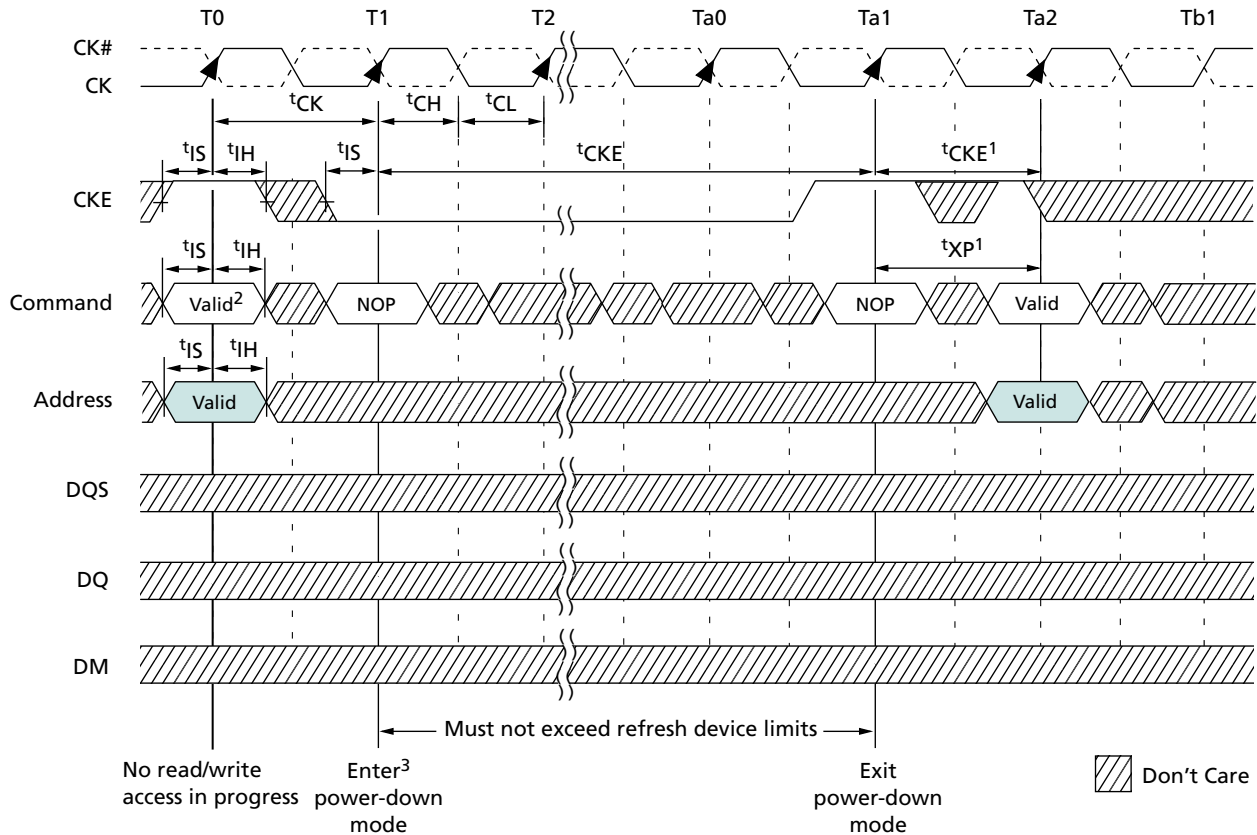 T0 T1 T2 Ta0 Ta1 Ta2 Tb1
CK#
CK
tCK tCH tCL
tIS tIH tIS tCKE tCKE1
CKE
tIS tIH tXP1
Command Valid2 NOP NOP Valid
tIS tIH
Address Valid Valid
DQS
DQ
DM
Must not exceed refresh device limits
No read/write
access in progress
Enter3
power-down
mode
Exit
power-down
mode
Don't Care